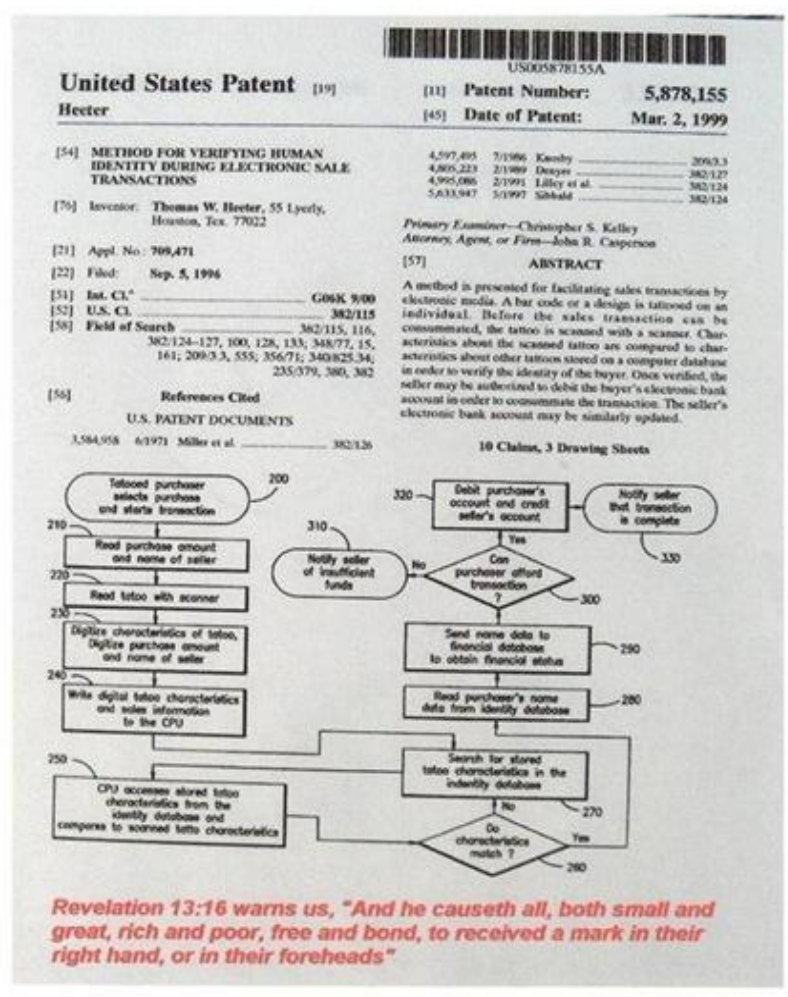 US005878155A
United States Patent [19]
Heeter
[11] Patent Number: 5,878,155
[45] Date of Patent: Mar. 2, 1999
[54] METHOD FOR VERIFYING HUMAN
IDENTITY DURING ELECTRONIC SALE
TRANSACTIONS
[76] Inventor: Thomas W. Heeter, 55 Lyerly,
Houston, Tex. 77022
[21] Appl. No.: 709,471
[22] Filed: Sep. 5, 1996
[51] Int. Cl.⁶ G06K 9/00
[52] U.S. Cl. 382/115
[58] Field of Search 382/115, 116,
382/124-127, 100, 128, 133; 348/77, 15,
161; 209/3.3, 555; 356/71; 340/825.34;
235/379, 380, 382
[56] References Cited
U.S. PATENT DOCUMENTS
3,584,958 6/1971 Miller et al. 382/126
4,597,495 7/1986 Knosby 209/3.3
4,805,223 2/1989 Denyer 382/127
4,995,086 2/1991 Lilley et al. 382/124
5,633,947 5/1997 Sibbald 382/124
Primary Examiner—Christopher S. Kelley
Attorney, Agent, or Firm—John R. Casperson
[57] ABSTRACT
A method is presented for facilitating sales transactions by
electronic media. A bar code or a design is tattooed on an
individual. Before the sales transaction can be
consummated, the tattoo is scanned with a scanner. Char-
acteristics about the scanned tattoo are compared to char-
acteristics about other tattoos stored on a computer database
in order to verify the identity of the buyer. Once verified, the
seller may be authorized to debit the buyer's electronic bank
account in order to consummate the transaction. The seller's
electronic bank account may be similarly updated.
10 Claims, 3 Drawing Sheets
Tatooed purchaser
selects purchase
and starts transaction
200
210
Read purchase amount
and name of seller
220
Read tatoo with scanner
230
Digitize characteristics of tatoo,
Digitize purchase amount
and name of seller
240
Write digital tatoo characteristics
and sales information
to the CPU
250
CPU accesses stored tatoo
characteristics from the
identity database and
compares to scanned tatto characteristics
Do
characteristics
match ?
260
Yes
No
Search for stored
tatoo characteristics in the
indentity database
270
Read purchaser's name
data from identity database
280
Send name data to
financial database
to obtain financial status
290
Can
purchaser afford
transaction
?
300
No
Yes
310
Notify seller
of insufficient
funds
320
Debit purchaser's
account and credit
seller's account
Notify seller
that transaction
is complete
330
Revelation 13:16 warns us, "And he causeth all, both small and
great, rich and poor, free and bond, to received a mark in their
right hand, or in their foreheads"